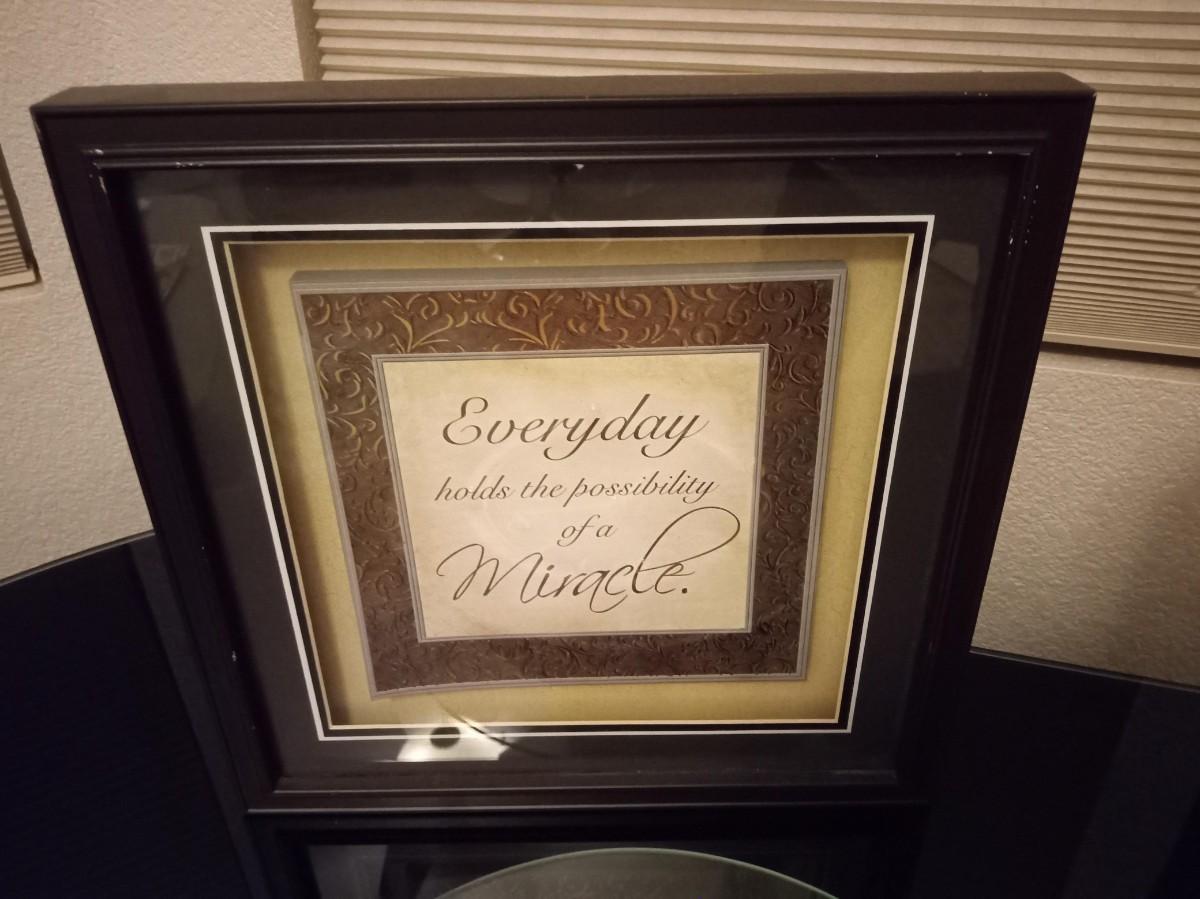 Everyday
holds the possibility
of a
Miracle.